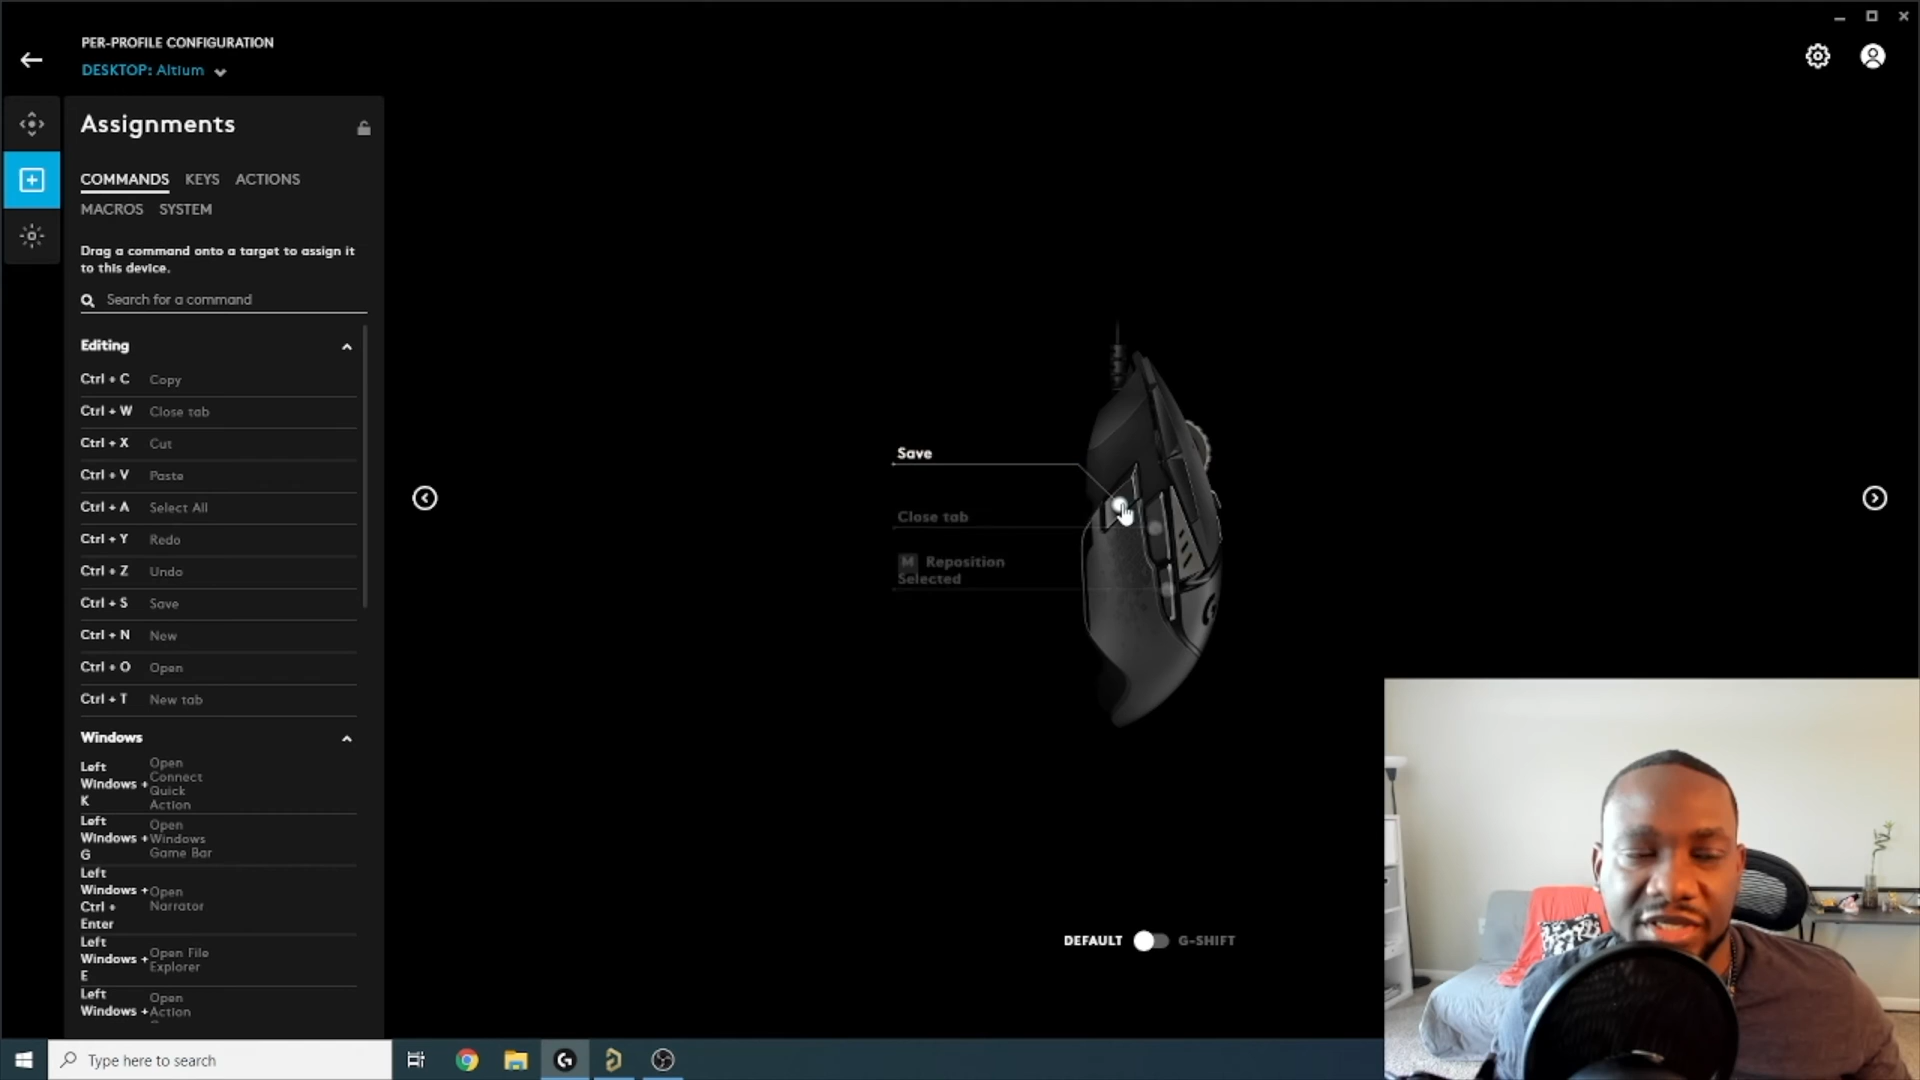 PER-PROFILE CONFIGURATION
DESKTOP: Altium
Assignments
COMMANDS KEYS ACTIONS
MACROS SYSTEM
Drag a command onto a target to assign it
to this device.
Search for a command
Editing
Ctrl + C Copy
Ctrl + W Close tab
Ctrl + X Cut
Ctrl + V Paste
Ctrl + A Select All
Ctrl + Y Redo
Ctrl + Z Undo
Ctrl + S Save
Ctrl + N New
Ctrl + O Open
Ctrl + T New tab
Windows
Left
Windows +
K
Open
Connect
Quick
Action
Left
Windows +
G
Open
Windows
Game Bar
Left
Windows +
Ctrl +
Enter
Open
Narrator
Left
Windows +
E
Open File
Explorer
Left
Windows +
Open
Action
Save
Close tab
M Reposition
Selected
DEFAULT G-SHIFT
Type here to search